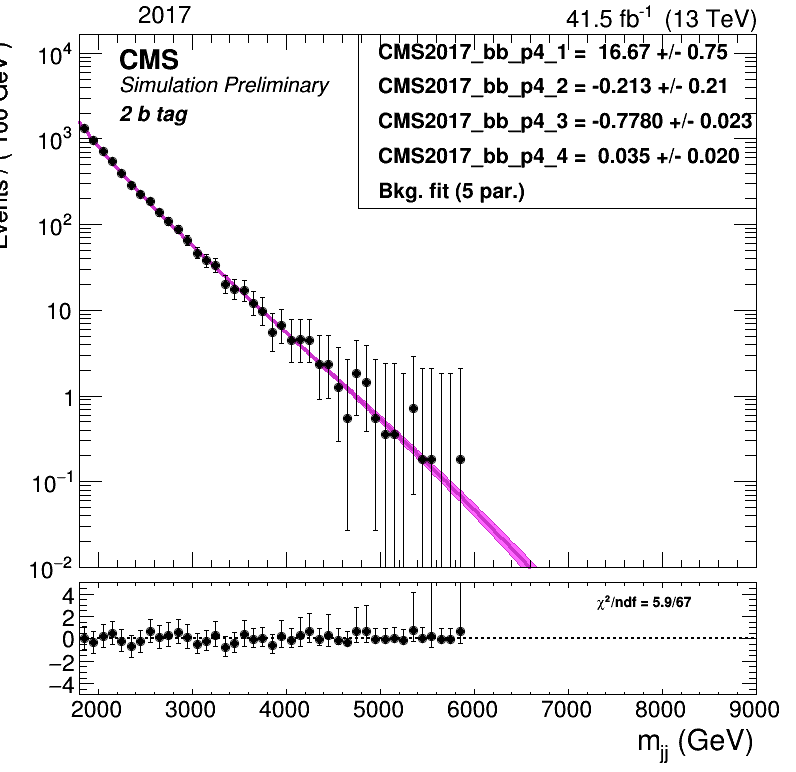 2017
41.5 fb⁻¹ (13 TeV)
CMS
Simulation Preliminary
2 b tag
CMS2017_bb_p4_1 = 16.67 +/- 0.75
CMS2017_bb_p4_2 = -0.213 +/- 0.21
CMS2017_bb_p4_3 = -0.7780 +/- 0.023
CMS2017_bb_p4_4 = 0.035 +/- 0.020
Bkg. fit (5 par.)
10⁴
10³
10²
10
1
10⁻¹
10⁻²
χ²/ndf = 5.9/67
4
2
0
−2
−4
2000 3000 4000 5000 6000 7000 8000 9000
m_jj (GeV)